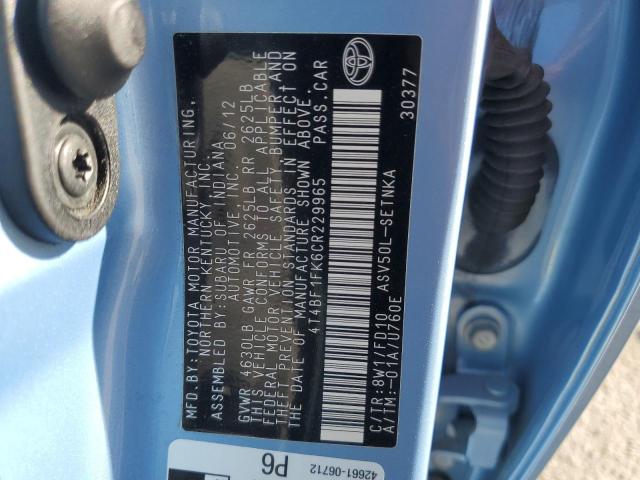 MFD.BY:TOYOTA MOTOR MANUFACTURING,
NORTHERN KENTUCKY, INC.
ASSEMBLED BY:SUBARU OF INDIANA
AUTOMOTIVE, INC. 06/12
GVWR 4630LB GAWR FR 2625LB RR 2625LB
THIS VEHICLE CONFORMS TO ALL APPLICABLE
FEDERAL MOTOR VEHICLE SAFETY, BUMPER, AND
THEFT PREVENTION STANDARDS IN EFFECT ON
THE DATE OF MANUFACTURE SHOWN ABOVE.
4T4BF1FK6CR229965 PASS.CAR
C/TR:8W1/FD10 ASV50L-SETNKA
A/TM:-01A/U760E 30377
42661-06712
P6